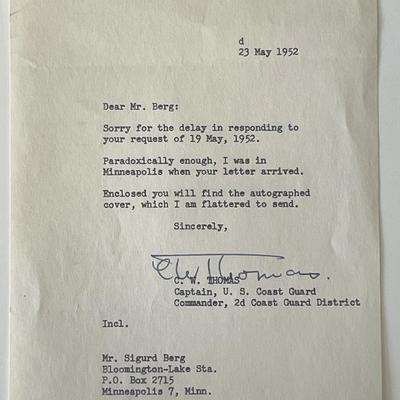 d
23 May 1952
Dear Mr. Berg:
Sorry for the delay in responding to
your request of 19 May, 1952.
Paradoxically enough, I was in
Minneapolis when your letter arrived.
Enclosed you will find the autographed
cover, which I am flattered to send.
Sincerely,
C. W. THOMAS
Captain, U. S. Coast Guard
Commander, 2d Coast Guard District
Incl.
Mr. Sigurd Berg
Bloomington-Lake Sta.
P.O. Box 2715
Minneapolis 7, Minn.